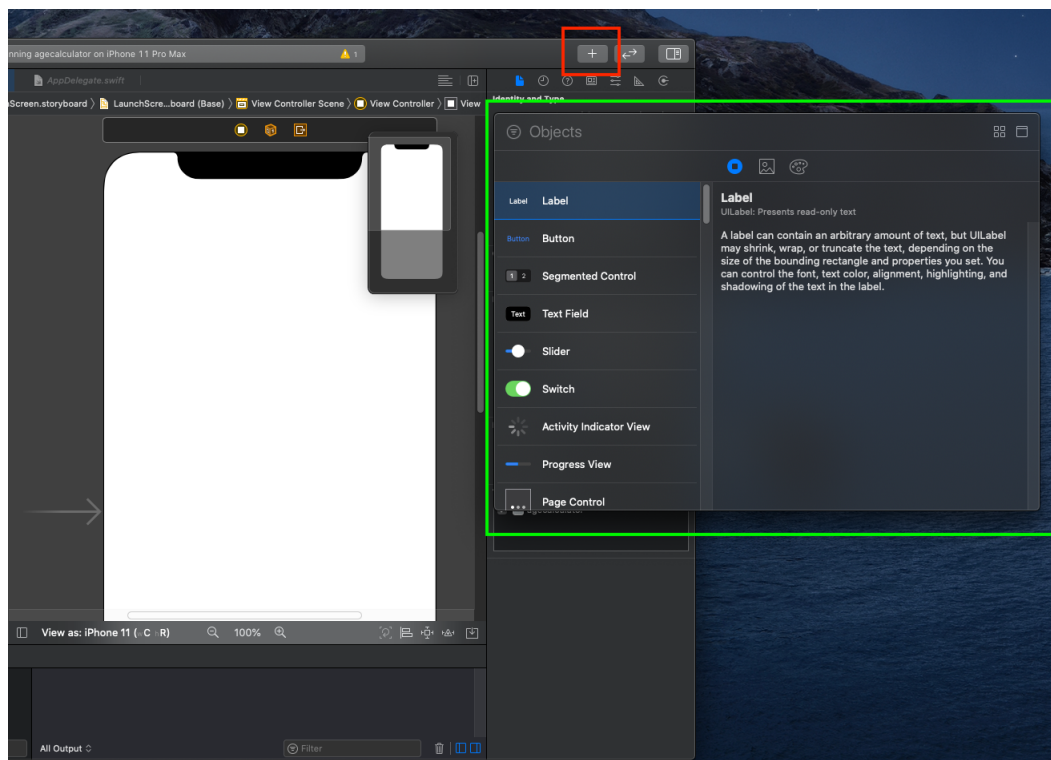 nning agecalculator on iPhone 11 Pro Max
1
AppDelegate.swift
Screen.storyboard
LaunchScre...board (Base)
View Controller Scene
View Controller
View
Identity and Type
Objects
Label
Label
Button
Button
1 2
Segmented Control
Text
Text Field
Slider
Switch
Activity Indicator View
Progress View
Page Control
Label
UILabel: Presents read-only text
A label can contain an arbitrary amount of text, but UILabel
may shrink, wrap, or truncate the text, depending on the
size of the bounding rectangle and properties you set. You
can control the font, text color, alignment, highlighting, and
shadowing of the text in the label.
View as: iPhone 11 (wC hR)
100%
All Output
Filter